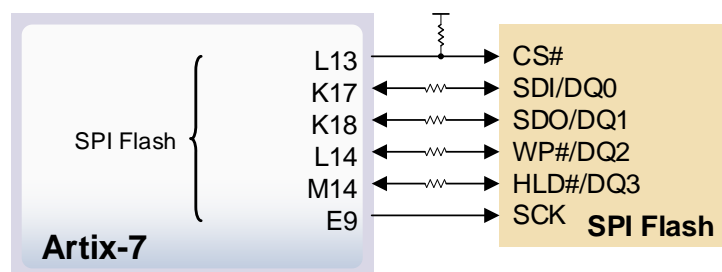 L13 CS#
K17 SDI/DQ0
K18 SDO/DQ1
SPI Flash L14 WP#/DQ2
M14 HLD#/DQ3
E9 SCK
SPI Flash
Artix-7